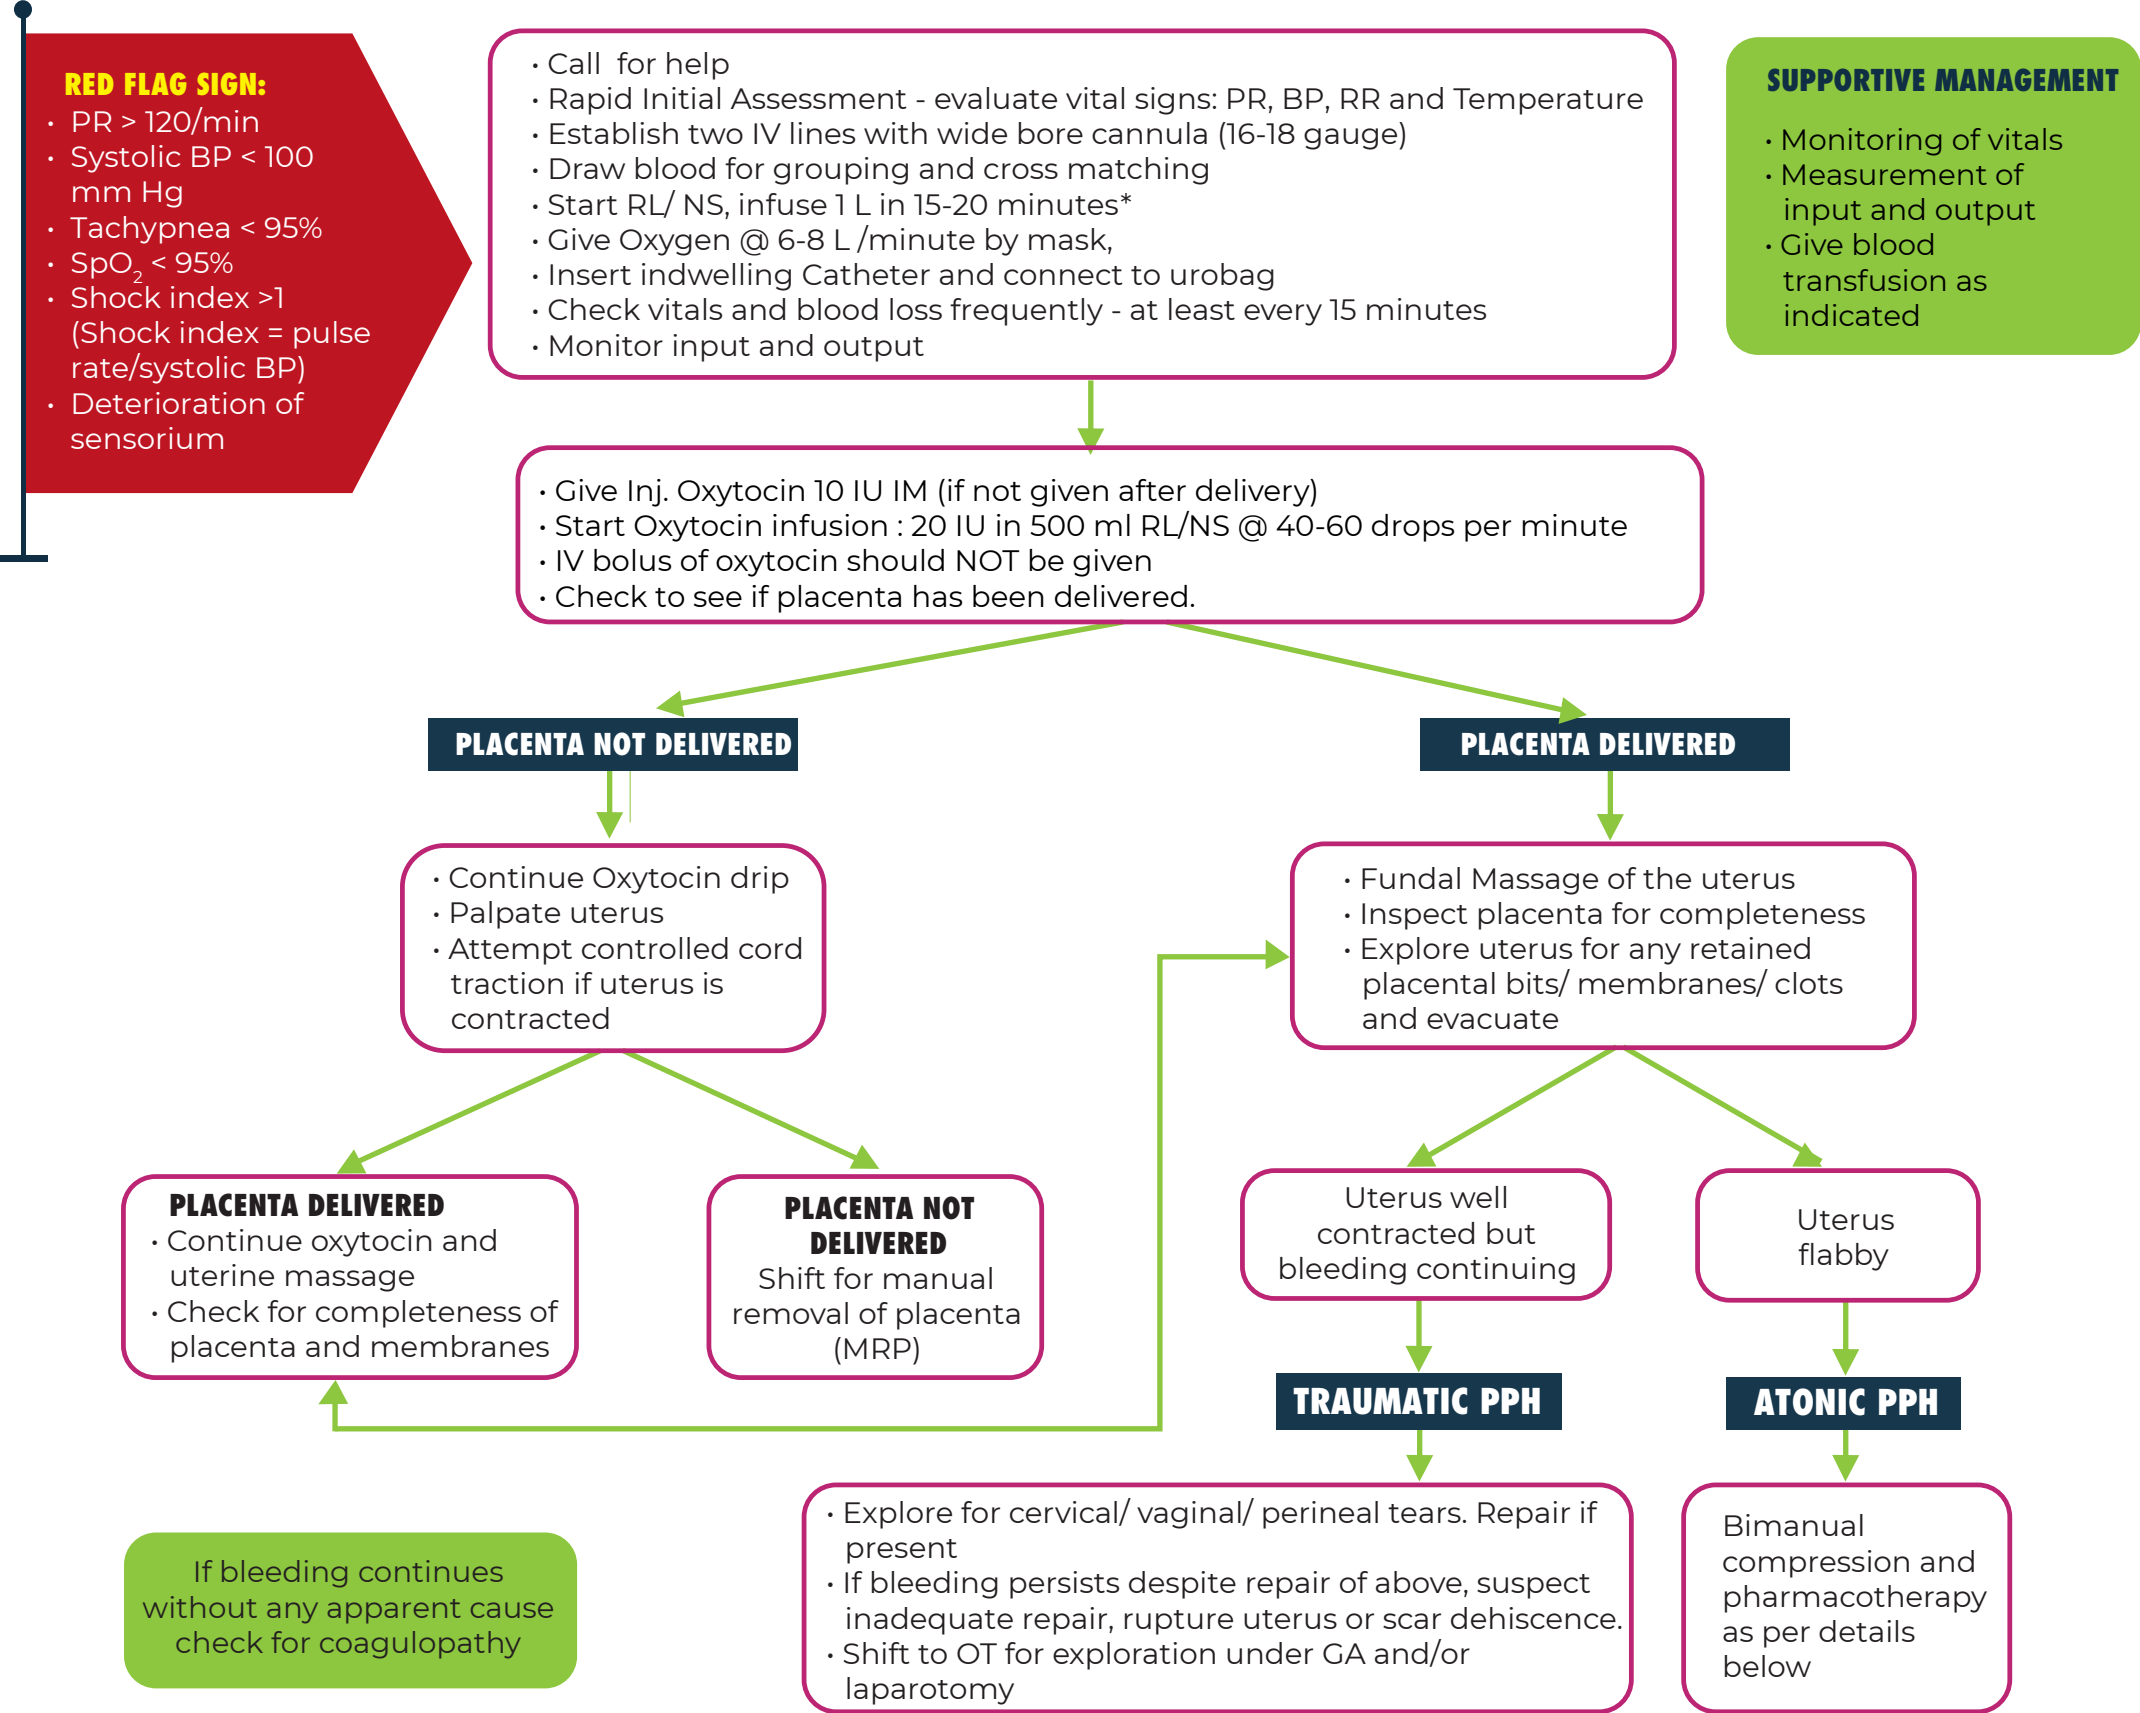 RED FLAG SIGN:
• PR > 120/min
• Systolic BP < 100
mm Hg
• Tachypnea < 95%
• SpO₂ < 95%
• Shock index >1
(Shock index = pulse
rate/systolic BP)
• Deterioration of
sensorium
• Call for help
• Rapid Initial Assessment - evaluate vital signs: PR, BP, RR and Temperature
• Establish two IV lines with wide bore cannula (16-18 gauge)
• Draw blood for grouping and cross matching
• Start RL/ NS, infuse 1 L in 15-20 minutes*
• Give Oxygen @ 6-8 L /minute by mask,
• Insert indwelling Catheter and connect to urobag
• Check vitals and blood loss frequently - at least every 15 minutes
• Monitor input and output
SUPPORTIVE MANAGEMENT
• Monitoring of vitals
• Measurement of
input and output
• Give blood
transfusion as
indicated
• Give Inj. Oxytocin 10 IU IM (if not given after delivery)
• Start Oxytocin infusion : 20 IU in 500 ml RL/NS @ 40-60 drops per minute
• IV bolus of oxytocin should NOT be given
• Check to see if placenta has been delivered.
PLACENTA NOT DELIVERED
PLACENTA DELIVERED
• Continue Oxytocin drip
• Palpate uterus
• Attempt controlled cord
traction if uterus is
contracted
• Fundal Massage of the uterus
• Inspect placenta for completeness
• Explore uterus for any retained
placental bits/ membranes/ clots
and evacuate
PLACENTA DELIVERED
• Continue oxytocin and
uterine massage
• Check for completeness of
placenta and membranes
PLACENTA NOT
DELIVERED
Shift for manual
removal of placenta
(MRP)
Uterus well
contracted but
bleeding continuing
Uterus
flabby
TRAUMATIC PPH
ATONIC PPH
• Explore for cervical/ vaginal/ perineal tears. Repair if
present
• If bleeding persists despite repair of above, suspect
inadequate repair, rupture uterus or scar dehiscence.
• Shift to OT for exploration under GA and/or
laparotomy
Bimanual
compression and
pharmacotherapy
as per details
below
If bleeding continues
without any apparent cause
check for coagulopathy